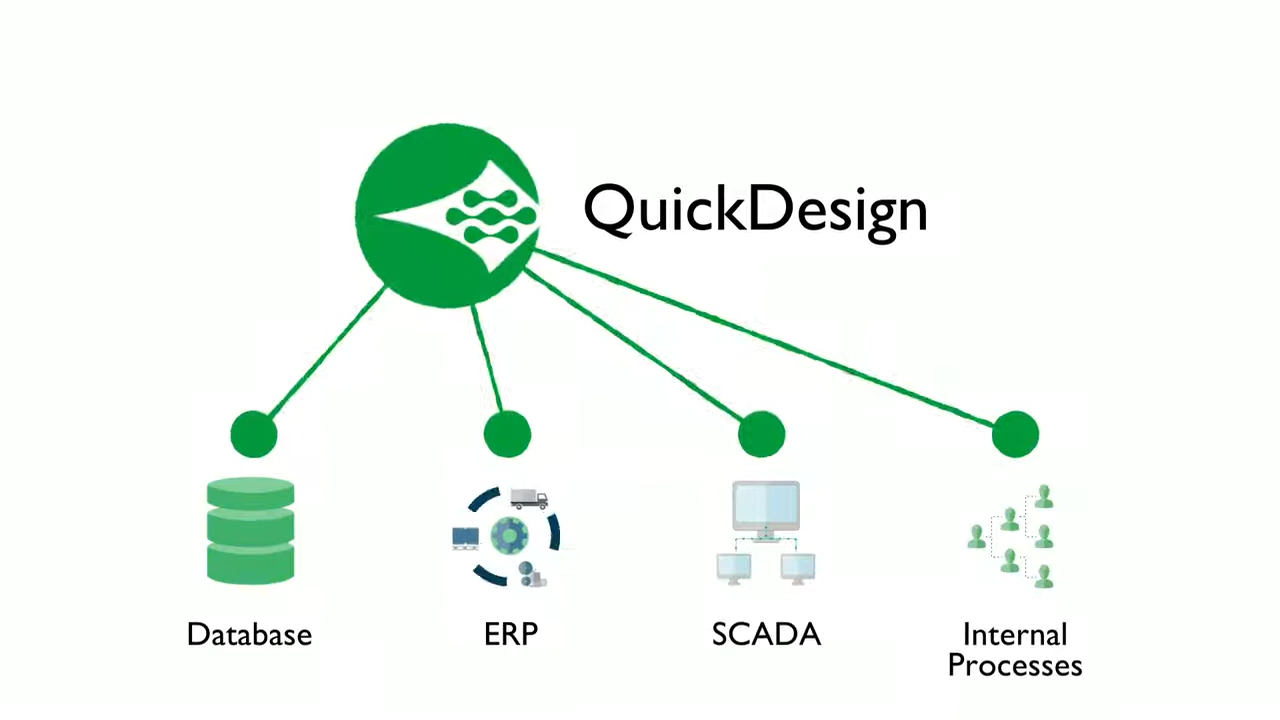 QuickDesign
Database
ERP
SCADA
Internal
Processes